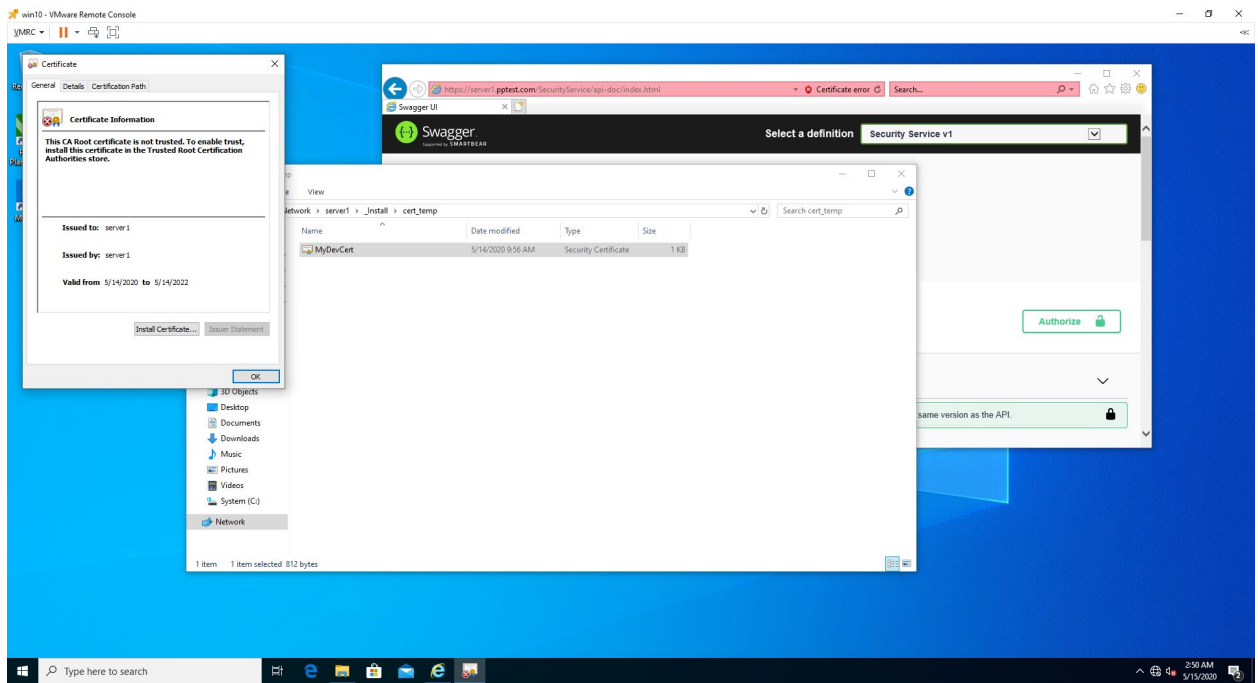 win10 - VMware Remote Console
VMRC
Certificate
General Details Certification Path
Certificate Information
This CA Root certificate is not trusted. To enable trust,
install this certificate in the Trusted Root Certification
Authorities store.
Issued to: server1
Issued by: server1
Valid from 5/14/2020 to 5/14/2022
Install Certificate... Issuer Statement
OK
https://server1.pptest.com/SecurityService/api-doc/index.html
Certificate error
Search...
Swagger UI
Swagger.
Supported by SMARTBEAR
Select a definition
Security Service v1
View
server1 > _Install > cert_temp
Search cert_temp
Name Date modified Type Size
MyDevCert 5/14/2020 9:56 AM Security Certificate 1 KB
Authorize
same version as the API.
3D Objects
Desktop
Documents
Downloads
Music
Pictures
Videos
System (C:)
Network
1 item 1 item selected 812 bytes
Type here to search
2:50 AM
5/15/2020
2